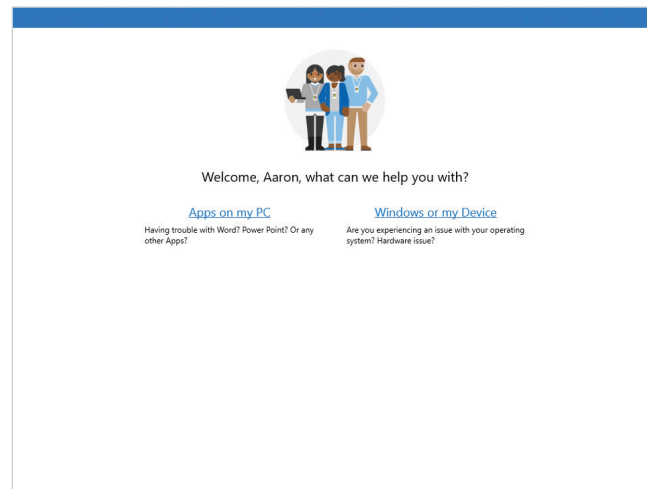 Welcome, Aaron, what can we help you with?
Apps on my PC
Having trouble with Word? Power Point? Or any
other Apps?
Windows or my Device
Are you experiencing an issue with your operating
system? Hardware issue?